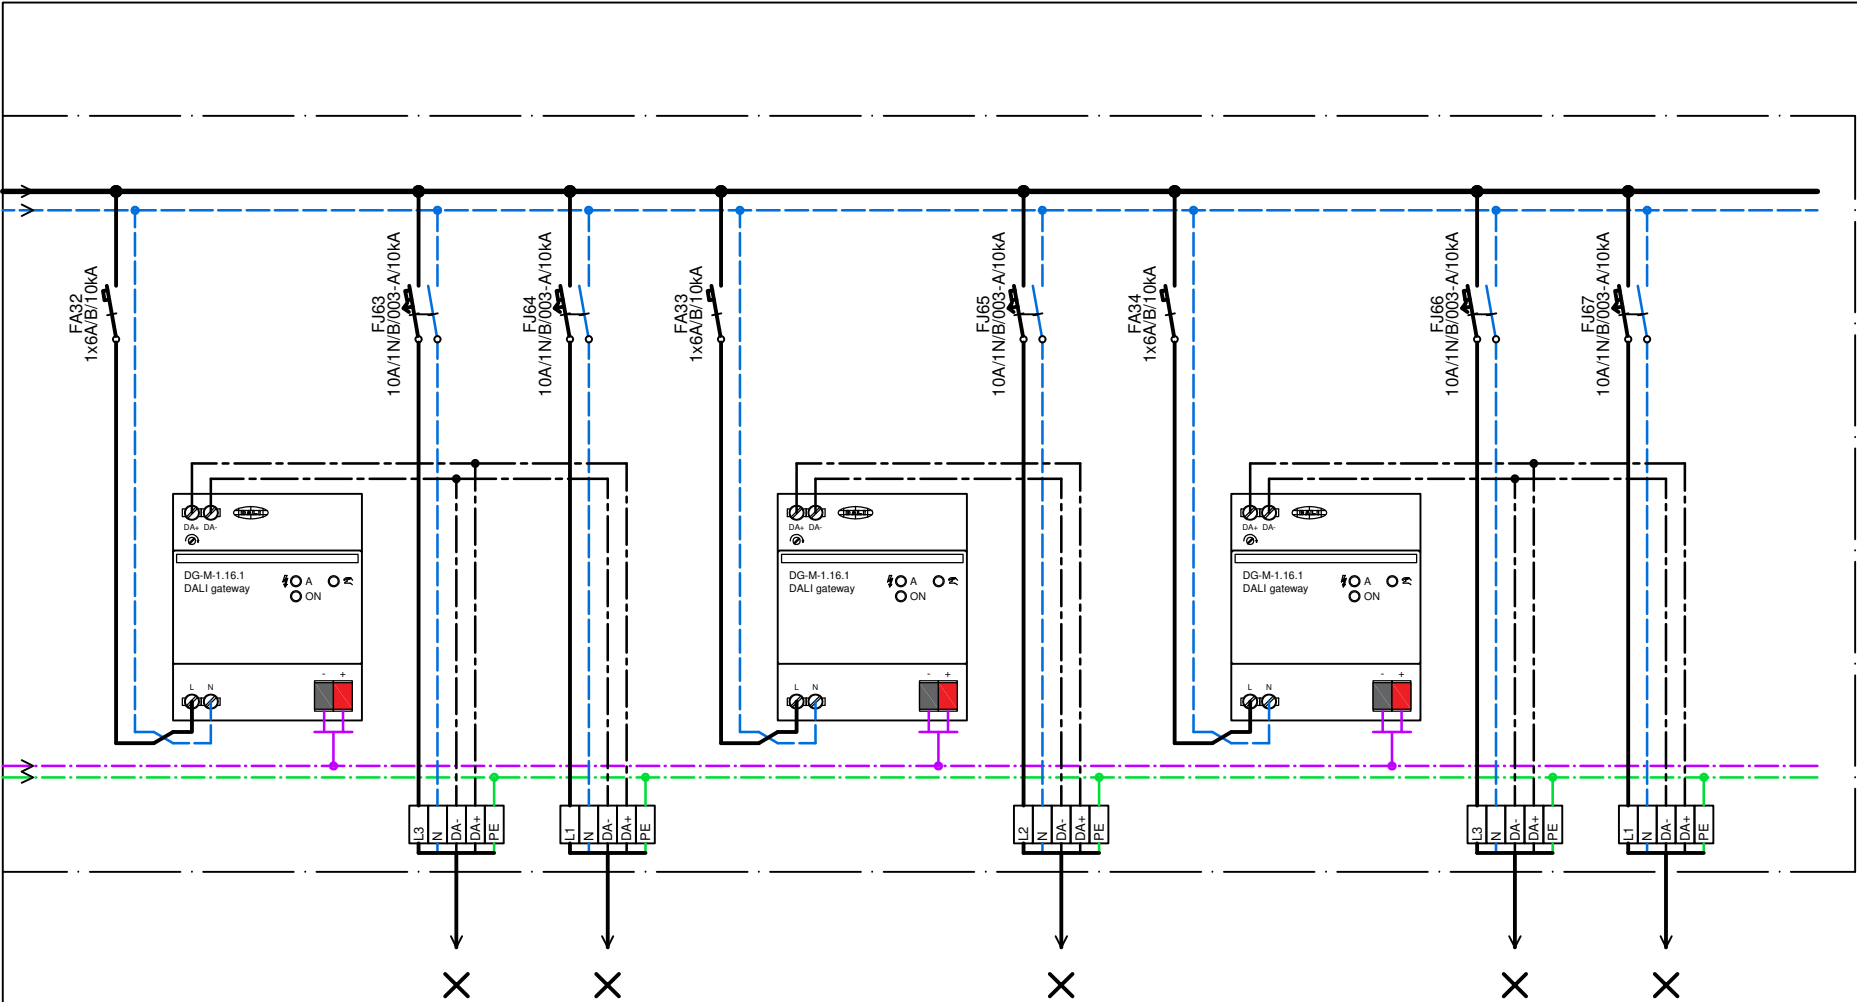 FA32
1x6A/B/10kA
FJ63
10A/1N/B/003-A/10kA
FJ64
10A/1N/B/003-A/10kA
FA33
1x6A/B/10kA
FJ65
10A/1N/B/003-A/10kA
FA34
1x6A/B/10kA
FJ66
10A/1N/B/003-A/10kA
FJ67
10A/1N/B/003-A/10kA
DA+ DA-
DALI
DG-M-1.16.1
DALI gateway
A
ON
L N
- +
DA+ DA-
DALI
DG-M-1.16.1
DALI gateway
A
ON
L N
- +
DA+ DA-
DALI
DG-M-1.16.1
DALI gateway
A
ON
L N
- +
L3 N DA- DA+ PE
L1 N DA- DA+ PE
L2 N DA- DA+ PE
L3 N DA- DA+ PE
L1 N DA- DA+ PE